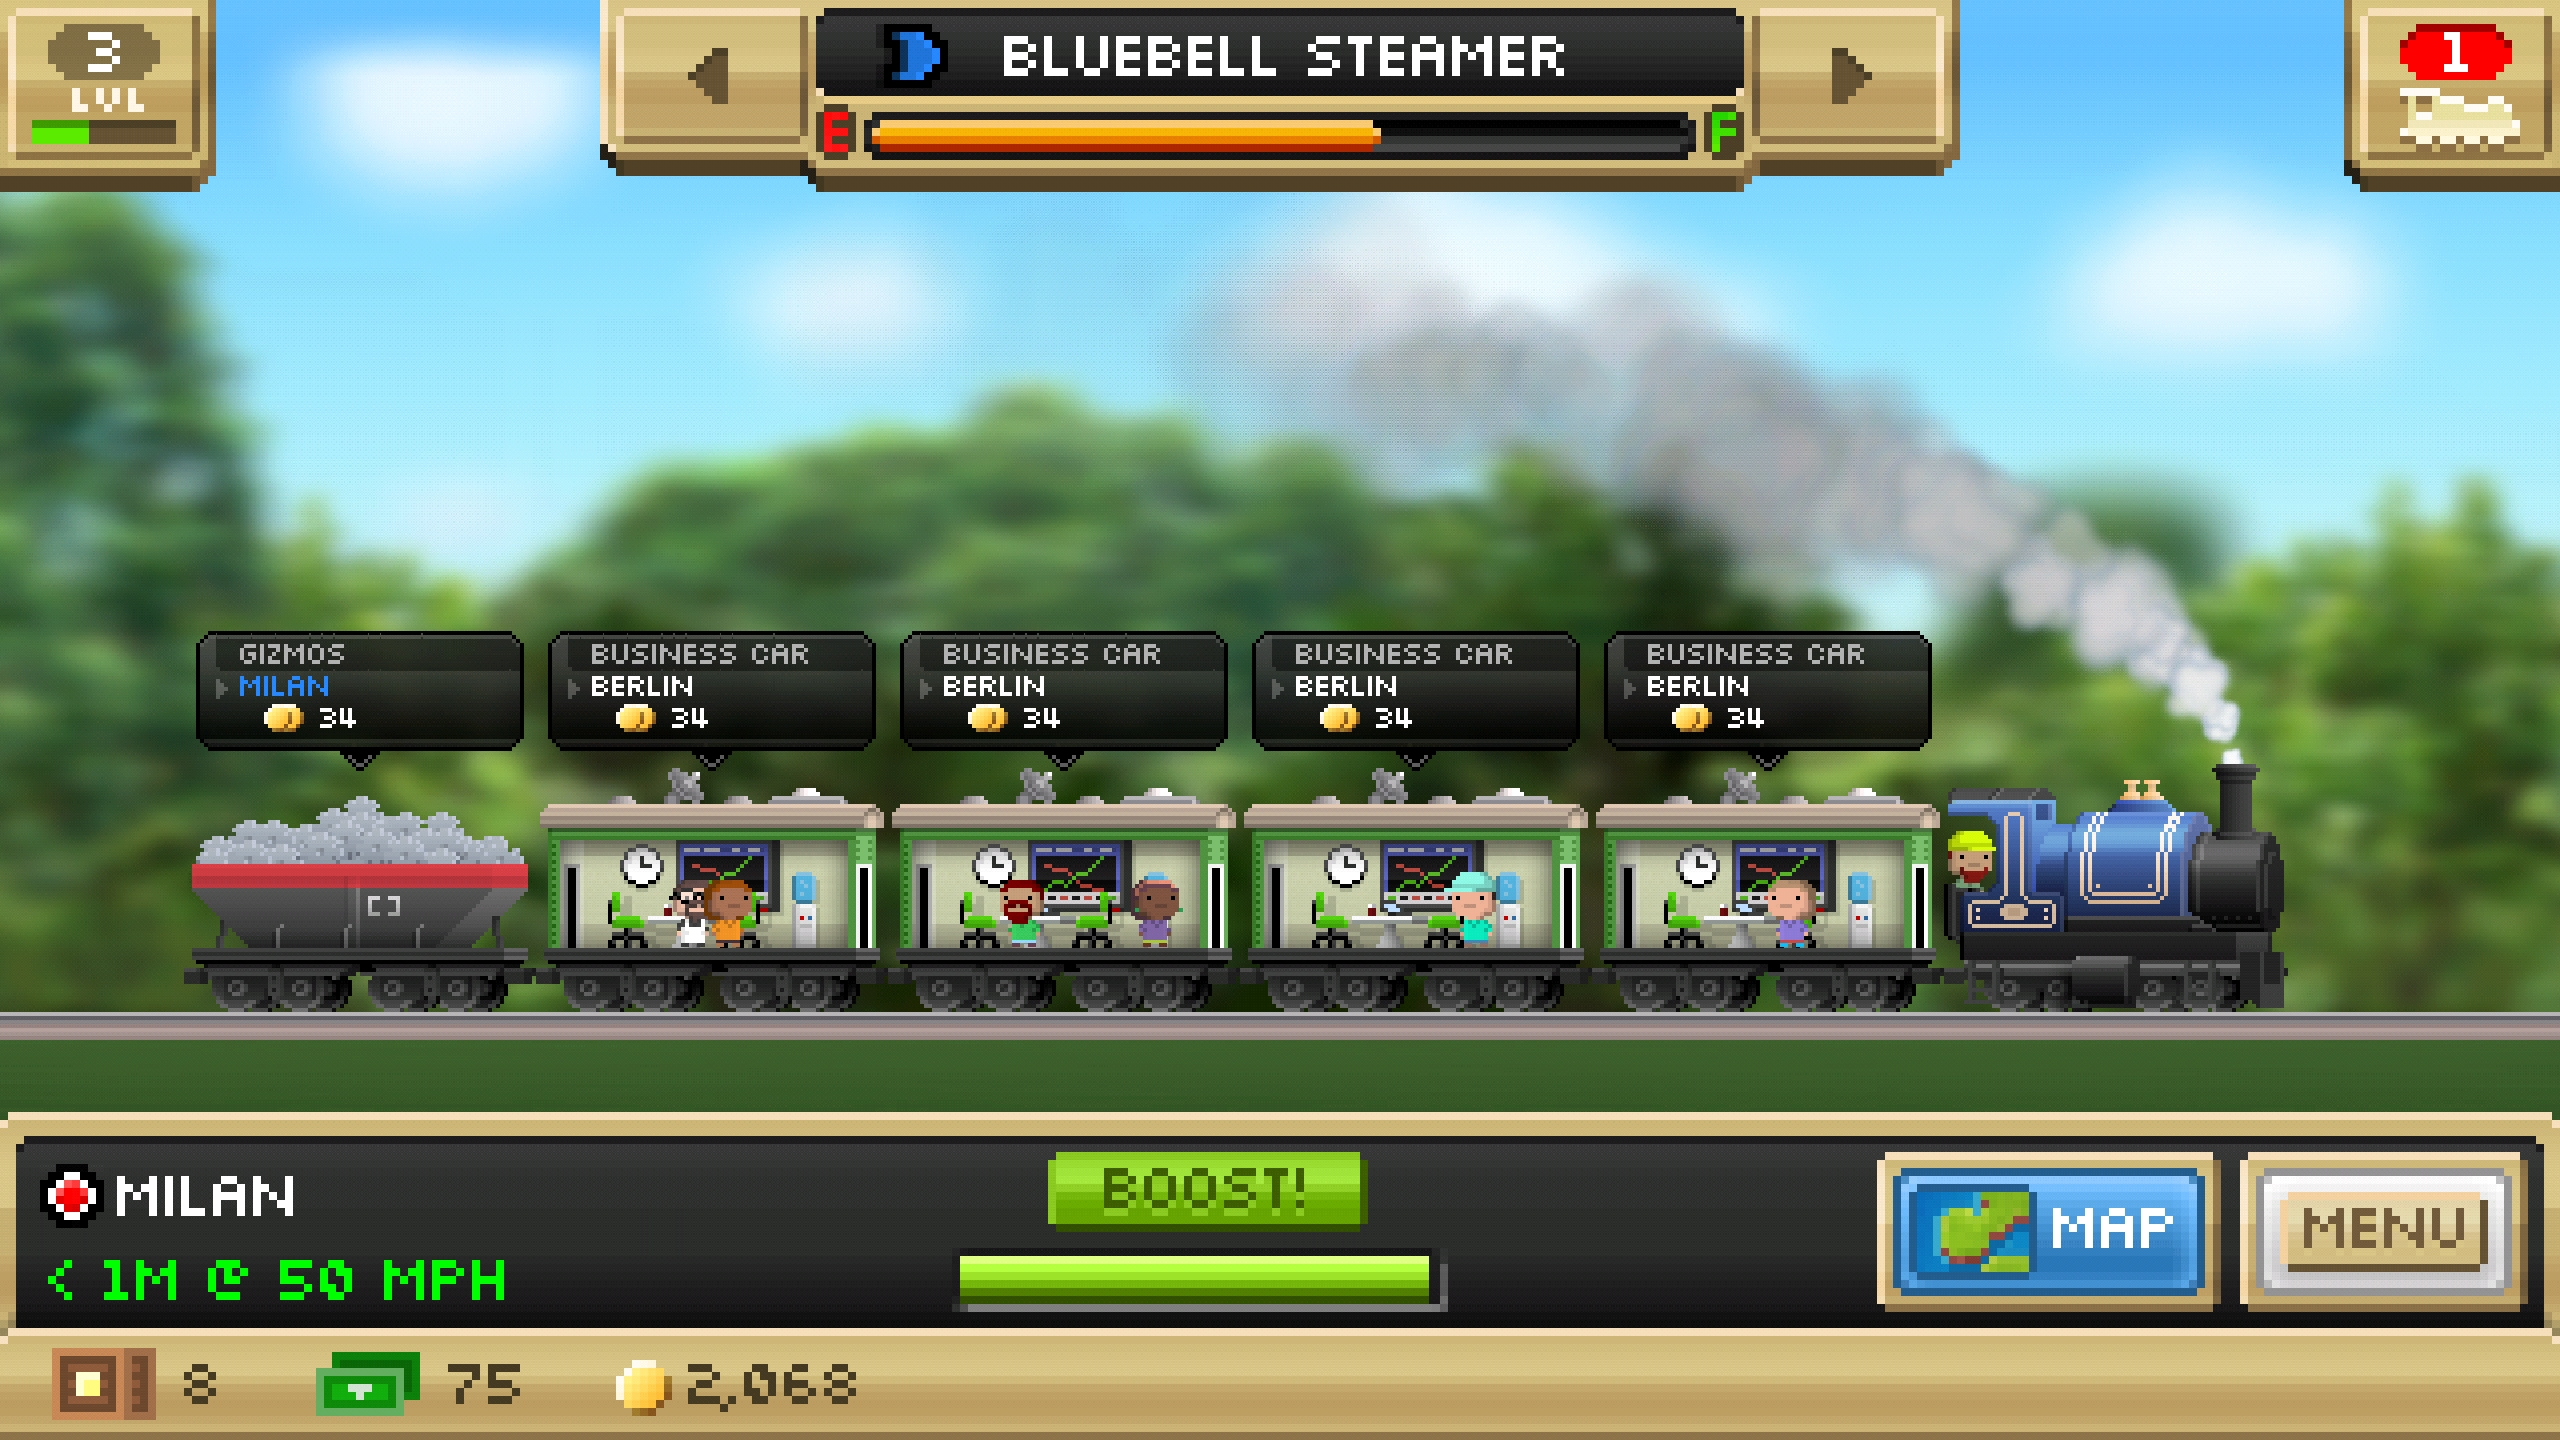 3
LVL
BLUEBELL STEAMER
E F
1
GIZMOS
MILAN
34
BUSINESS CAR
BERLIN
34
BUSINESS CAR
BERLIN
34
BUSINESS CAR
BERLIN
34
BUSINESS CAR
BERLIN
34
MILAN
< 1M @ 50 MPH
BOOST!
MAP
MENU
8 75 2,068